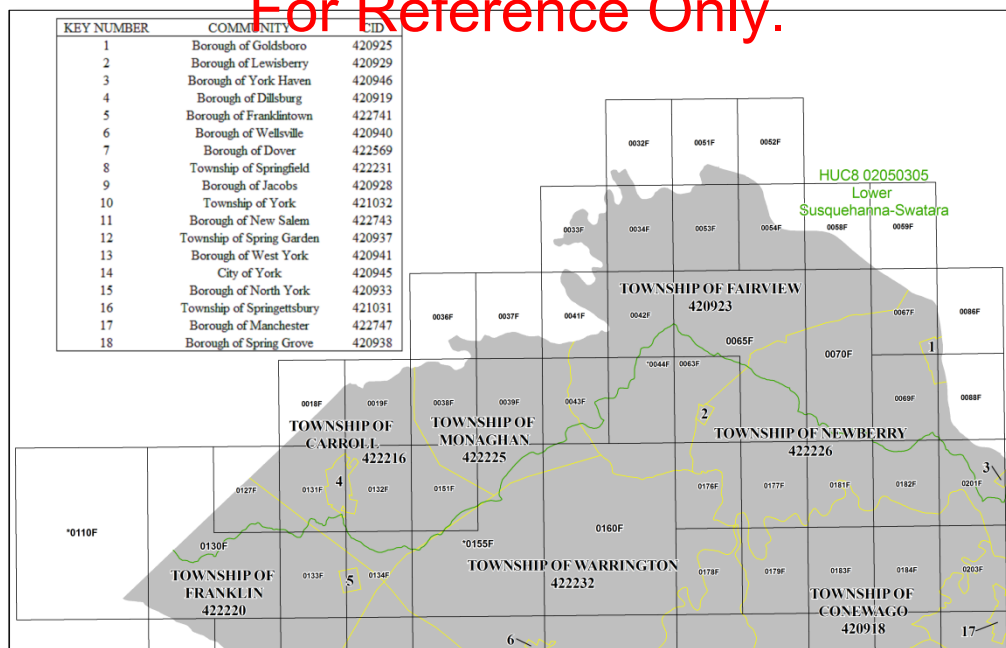 For Reference Only.
KEY NUMBER COMMUNITY CID
1 Borough of Goldsboro 420925
2 Borough of Lewisberry 420929
3 Borough of York Haven 420946
4 Borough of Dillsburg 420919
5 Borough of Franklintown 422741
6 Borough of Wellsville 420940
7 Borough of Dover 422569
8 Township of Springfield 422231
9 Borough of Jacobs 420928
10 Township of York 421032
11 Borough of New Salem 422743
12 Township of Spring Garden 420937
13 Borough of West York 420941
14 City of York 420945
15 Borough of North York 420933
16 Township of Springettsbury 421031
17 Borough of Manchester 422747
18 Borough of Spring Grove 420938
0032F 0051F 0052F
HUC8 02050305
Lower
Susquehanna-Swatara
0033F 0034F 0053F 0054F 0058F 0059F
TOWNSHIP OF FAIRVIEW
420923
0036F 0037F 0041F 0042F 0067F 0086F
0065F
0070F
1
*0044F 0063F
0018F 0019F 0038F 0039F 0043F 0069F 0088F
2
TOWNSHIP OF
CARROLL
422216
TOWNSHIP OF
MONAGHAN
422225
TOWNSHIP OF NEWBERRY
422226
3
4
0127F 0131F 0132F 0151F 0176F 0177F 0181F 0182F 0201F
*0110F
0130F
*0155F
0160F
TOWNSHIP OF WARRINGTON
422232
TOWNSHIP OF
FRANKLIN
422220
0133F 5 0134F 0178F 0179F 0183F 0184F 0203F
TOWNSHIP OF
CONEWAGO
420918
6
17